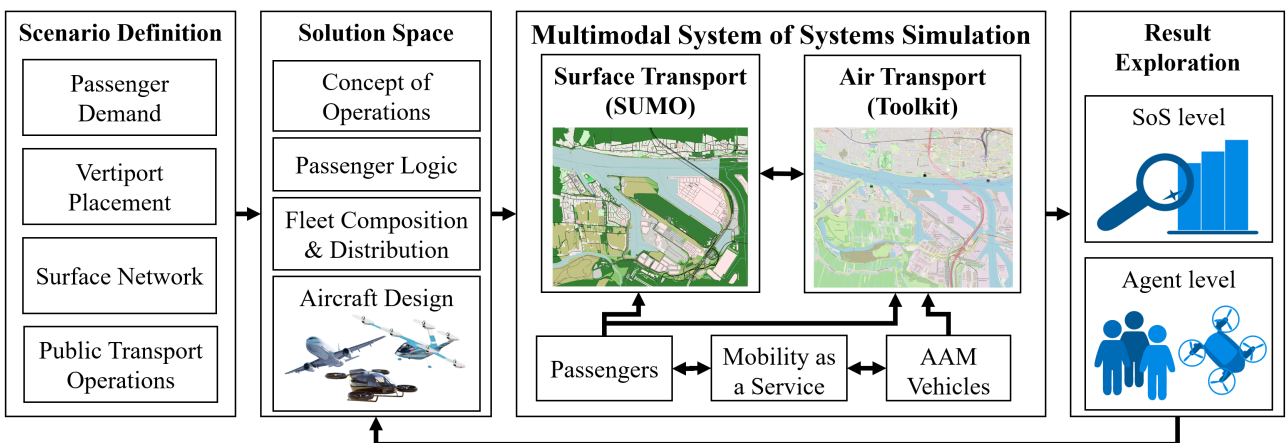 Scenario Definition
Passenger
Demand
Vertiport
Placement
Surface Network
Public Transport
Operations
Solution Space
Concept of
Operations
Passenger Logic
Fleet Composition
& Distribution
Aircraft Design
Multimodal System of Systems Simulation
Surface Transport
(SUMO)
Air Transport
(Toolkit)
Passengers
Mobility as
a Service
AAM
Vehicles
Result
Exploration
SoS level
Agent level